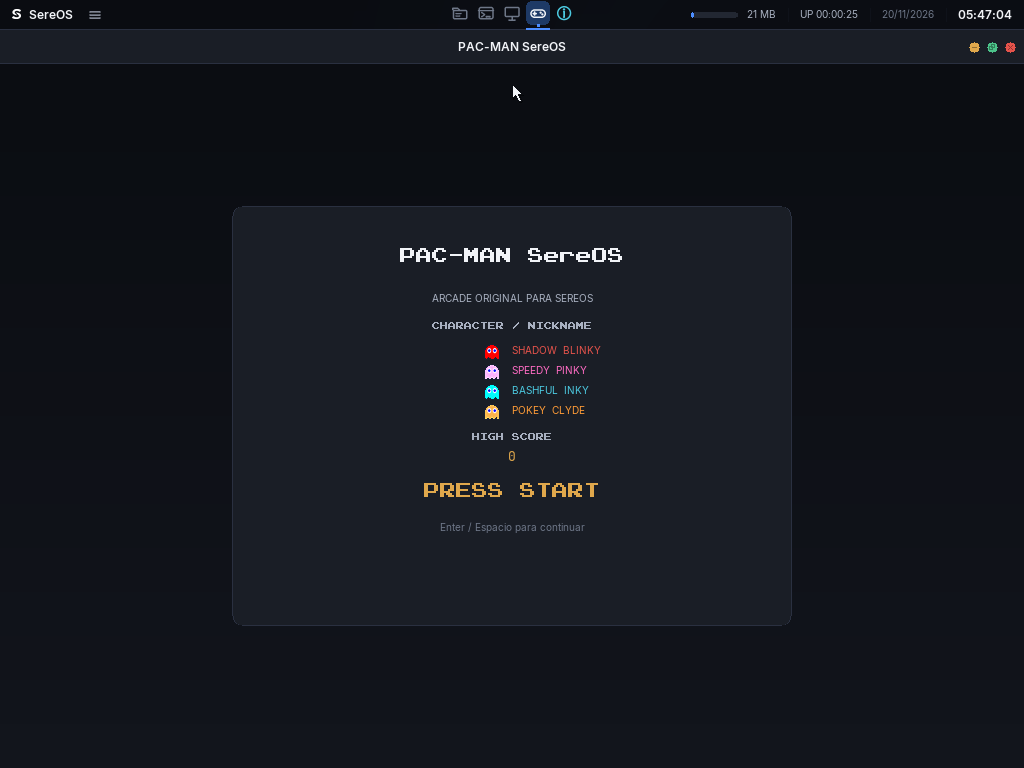 SereOS
21 MB
UP 00:00:25
20/11/2026
05:47:04
PAC-MAN SereOS
PAC-MAN SereOS
ARCADE ORIGINAL PARA SEREOS
CHARACTER / NICKNAME
SHADOW BLINKY
SPEEDY PINKY
BASHFUL INKY
POKEY CLYDE
HIGH SCORE
0
PRESS START
Enter / Espacio para continuar